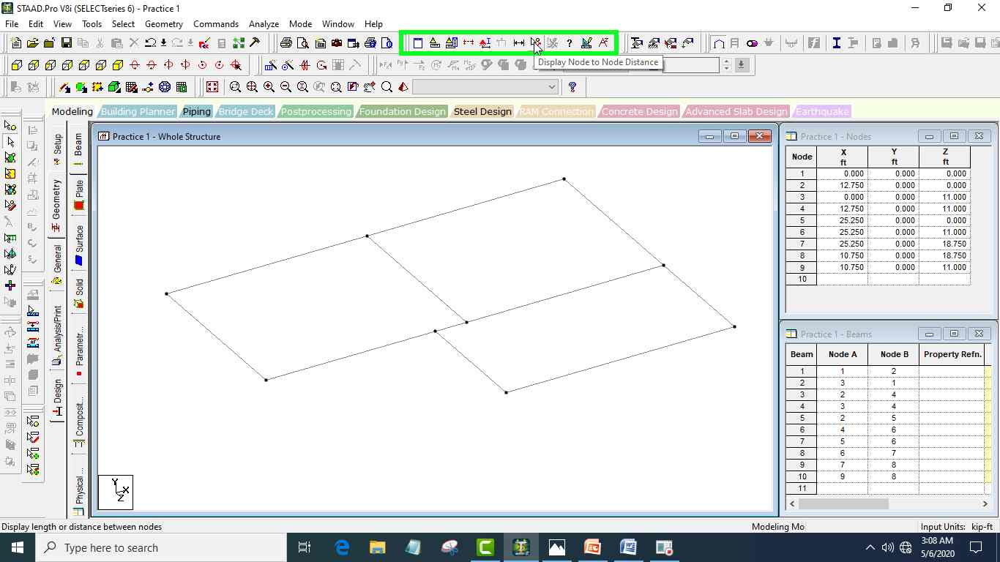 STAAD.Pro V8i (SELECTseries 6) - Practice 1
File Edit View Tools Select Geometry Commands Analyze Mode Window Help
Display Node to Node Distance
Modeling Building Planner Piping Bridge Deck Postprocessing Foundation Design Steel Design RAM Connection Concrete Design Advanced Slab Design Earthquake
Setup
Geometry
General
Analysis/Print
Design
Beam
Plate
Surface
Solid
Parametr...
Composit...
Physical ...
Practice 1 - Whole Structure
Y
X
Z
Practice 1 - Nodes
Node X ft Y ft Z ft
1 0.000 0.000 0.000
2 12.750 0.000 0.000
3 0.000 0.000 11.000
4 12.750 0.000 11.000
5 25.250 0.000 0.000
6 25.250 0.000 11.000
7 25.250 0.000 18.750
8 10.750 0.000 18.750
9 10.750 0.000 11.000
10
Practice 1 - Beams
Beam Node A Node B Property Refn.
1 1 2
2 3 1
3 2 4
4 3 4
5 2 5
6 4 6
7 5 6
8 6 7
9 7 8
10 9 8
11
Display length or distance between nodes
Modeling Mo
Input Units: kip-ft
Type here to search
3:08 AM
5/6/2020